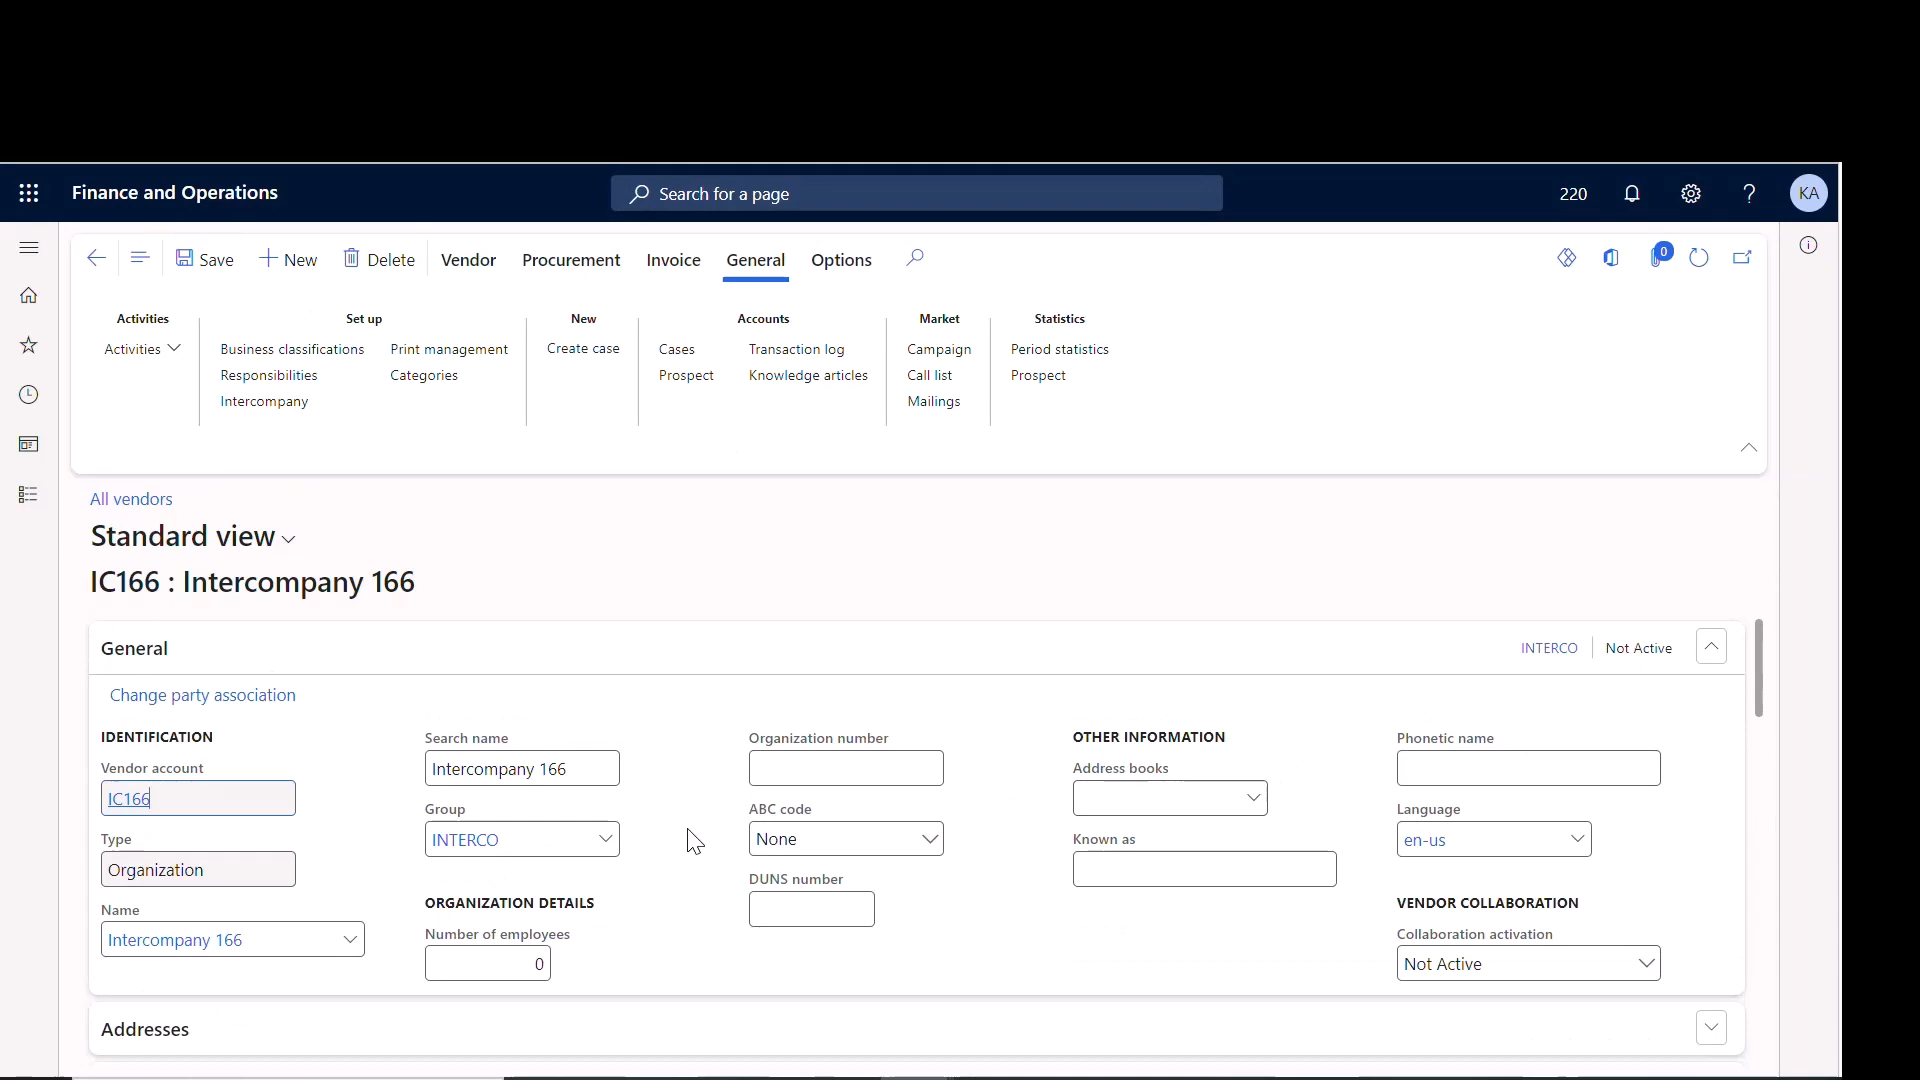 Finance and Operations
Search for a page
220
KA
Save
New
Delete
Vendor
Procurement
Invoice
General
Options
0
Activities
Activities
Set up
Business classifications
Print management
Responsibilities
Categories
Intercompany
New
Create case
Accounts
Cases
Transaction log
Prospect
Knowledge articles
Market
Campaign
Call list
Mailings
Statistics
Period statistics
Prospect
All vendors
Standard view
IC166 : Intercompany 166
General
INTERCO
Not Active
Change party association
IDENTIFICATION
Vendor account
IC166
Type
Organization
Name
Intercompany 166
Search name
Intercompany 166
Group
INTERCO
ORGANIZATION DETAILS
Number of employees
0
Organization number
ABC code
None
DUNS number
OTHER INFORMATION
Address books
Known as
Phonetic name
Language
en-us
VENDOR COLLABORATION
Collaboration activation
Not Active
Addresses